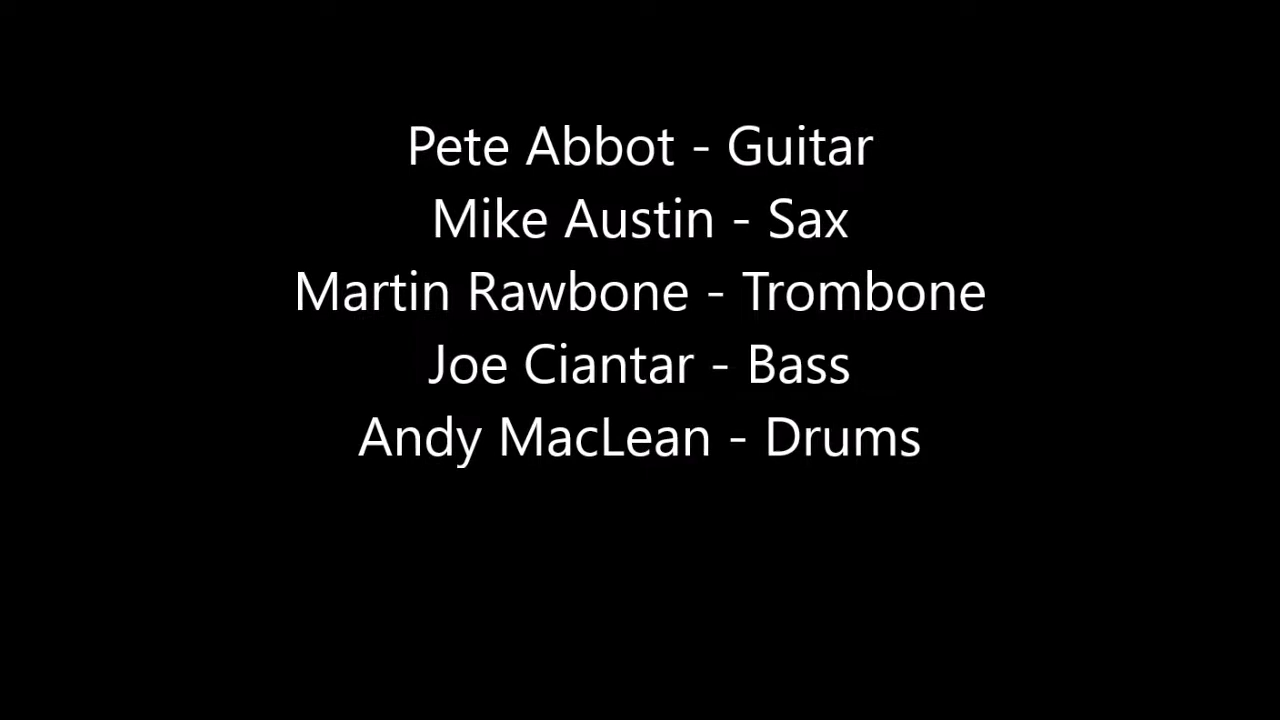 Pete Abbot - Guitar
Mike Austin - Sax
Martin Rawbone - Trombone
Joe Ciantar - Bass
Andy MacLean - Drums